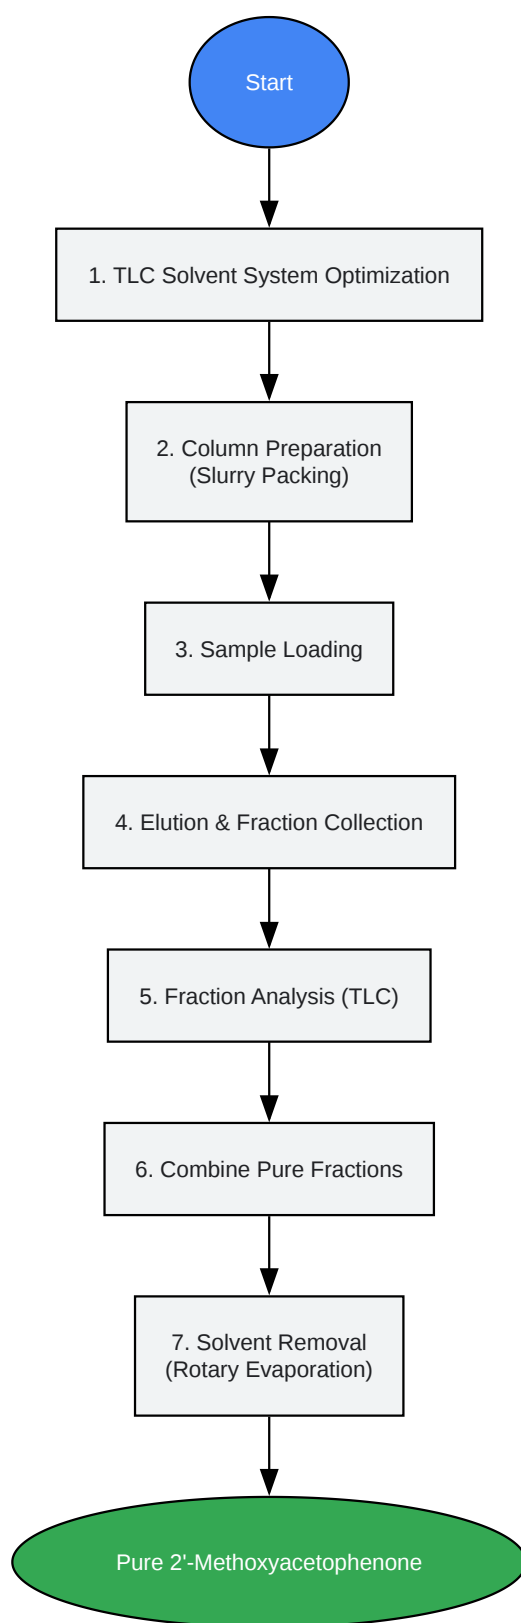 Start
1. TLC Solvent System Optimization
2. Column Preparation
(Slurry Packing)
3. Sample Loading
4. Elution & Fraction Collection
5. Fraction Analysis (TLC)
6. Combine Pure Fractions
7. Solvent Removal
(Rotary Evaporation)
Pure 2'-Methoxyacetophenone